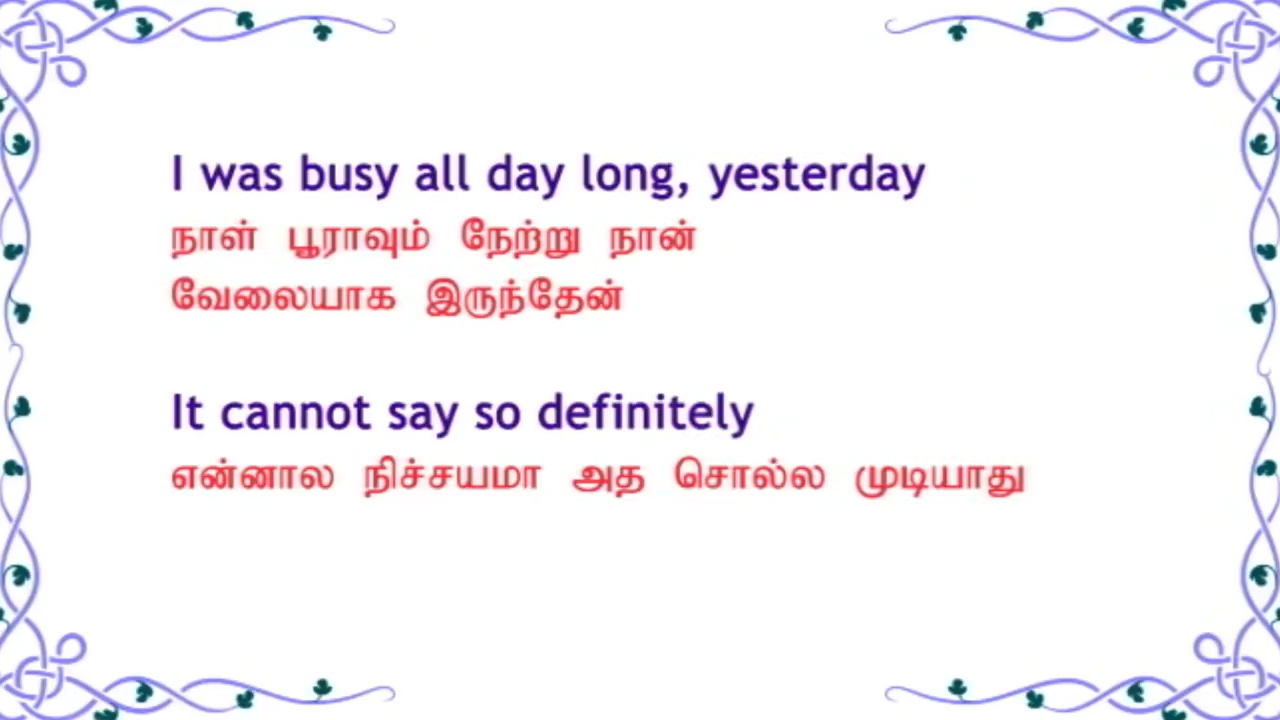 I was busy all day long, yesterday
நாள் பூராவும் நேற்று நான்
வேலையாக இருந்தேன்
It cannot say so definitely
என்னால நிச்சயமா அத சொல்ல முடியாது